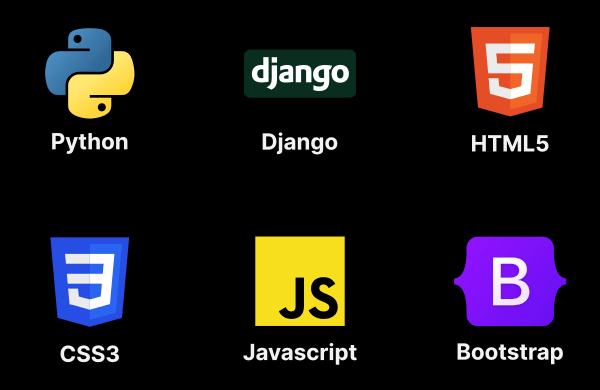 django
Python
Django
5
HTML5
3
JS
B
CSS3
Javascript
Bootstrap